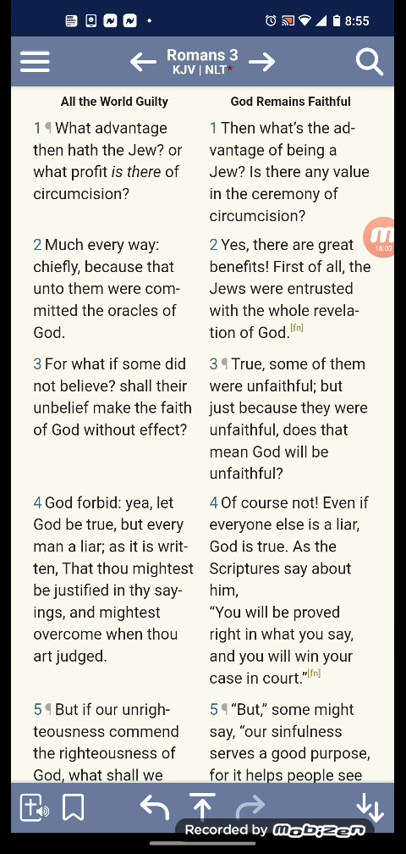 8:55
Romans 3
KJV | NLT*
All the World Guilty
1 ¶ What advantage
then hath the Jew? or
what profit is there of
circumcision?
2 Much every way:
chiefly, because that
unto them were com-
mitted the oracles of
God.
3 For what if some did
not believe? shall their
unbelief make the faith
of God without effect?
4 God forbid: yea, let
God be true, but every
man a liar; as it is writ-
ten, That thou mightest
be justified in thy say-
ings, and mightest
overcome when thou
art judged.
5 ¶ But if our unrigh-
teousness commend
the righteousness of
God, what shall we
God Remains Faithful
1 Then what's the ad-
vantage of being a
Jew? Is there any value
in the ceremony of
circumcision?
2 Yes, there are great
benefits! First of all, the
Jews were entrusted
with the whole revela-
tion of God.[fn]
3 ¶ True, some of them
were unfaithful; but
just because they were
unfaithful, does that
mean God will be
unfaithful?
4 Of course not! Even if
everyone else is a liar,
God is true. As the
Scriptures say about
him,
“You will be proved
right in what you say,
and you will win your
case in court.”[fn]
5 ¶ “But,” some might
say, “our sinfulness
serves a good purpose,
for it helps people see
m
16:03
Recorded by mobizen